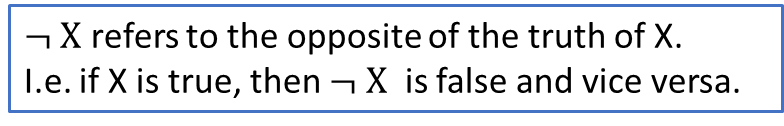 ¬ X refers to the opposite of the truth of X.
I.e. if X is true, then ¬ X is false and vice versa.